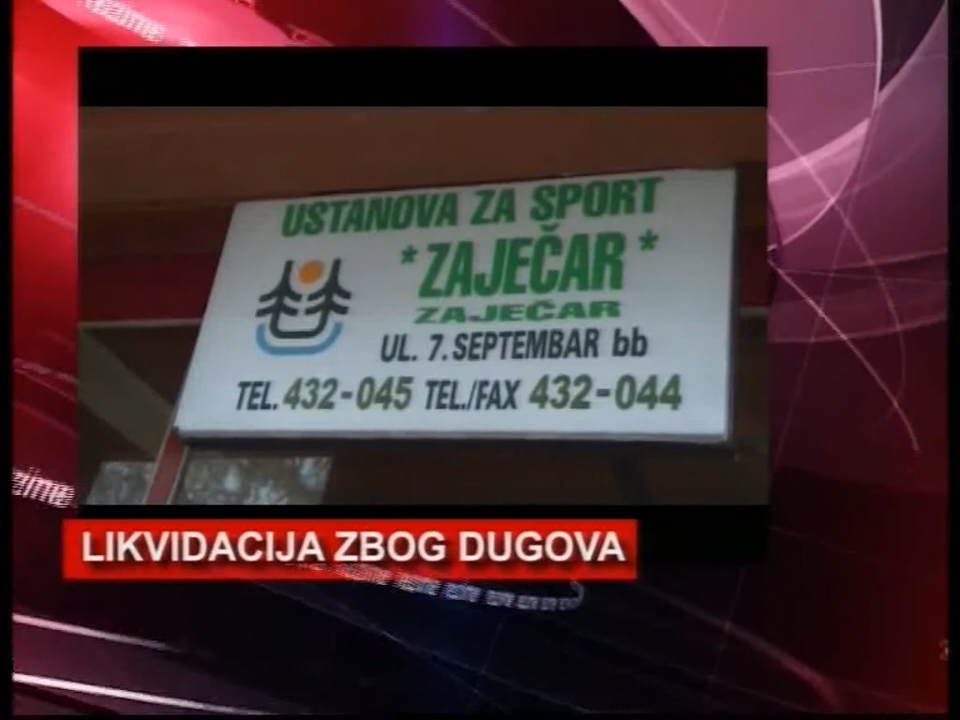 USTANOVA ZA SPORT
*ZAJEČAR*
ZAJEČAR
UL. 7. SEPTEMBAR bb
TEL. 432-045 TEL./FAX 432-044
LIKVIDACIJA ZBOG DUGOVA